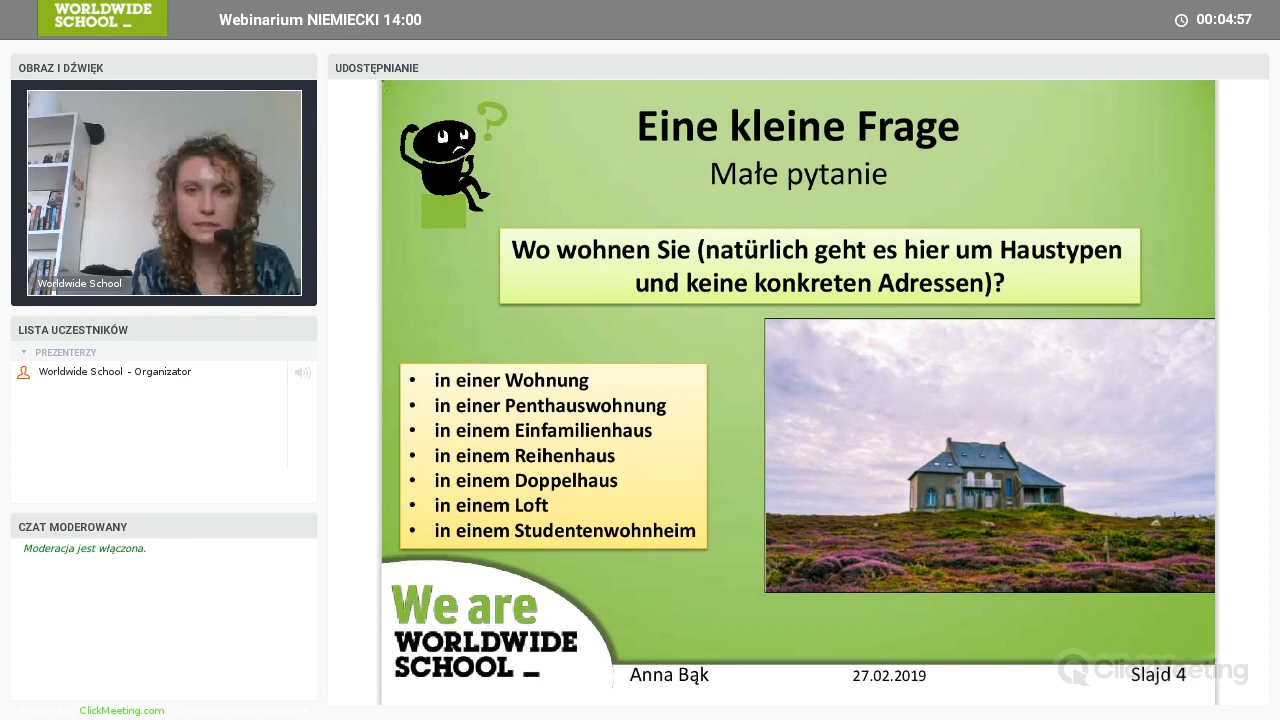 WORLDWIDE
SCHOOL
Webinarium NIEMIECKI 14:00
00:04:57
OBRAZ I DŹWIĘK
Worldwide School
LISTA UCZESTNIKÓW
PREZENTERZY
Worldwide School - Organizator
CZAT MODEROWANY
Moderacja jest włączona.
ClickMeeting.com
UDOSTĘPNIANIE
Eine kleine Frage
Małe pytanie
Wo wohnen Sie (natürlich geht es hier um Haustypen
und keine konkreten Adressen)?
• in einer Wohnung
• in einer Penthauswohnung
• in einem Einfamilienhaus
• in einem Reihenhaus
• in einem Doppelhaus
• in einem Loft
• in einem Studentenwohnheim
We are
WORLDWIDE
SCHOOL
Anna Bąk
27.02.2019
Slajd 4
ClickMeeting